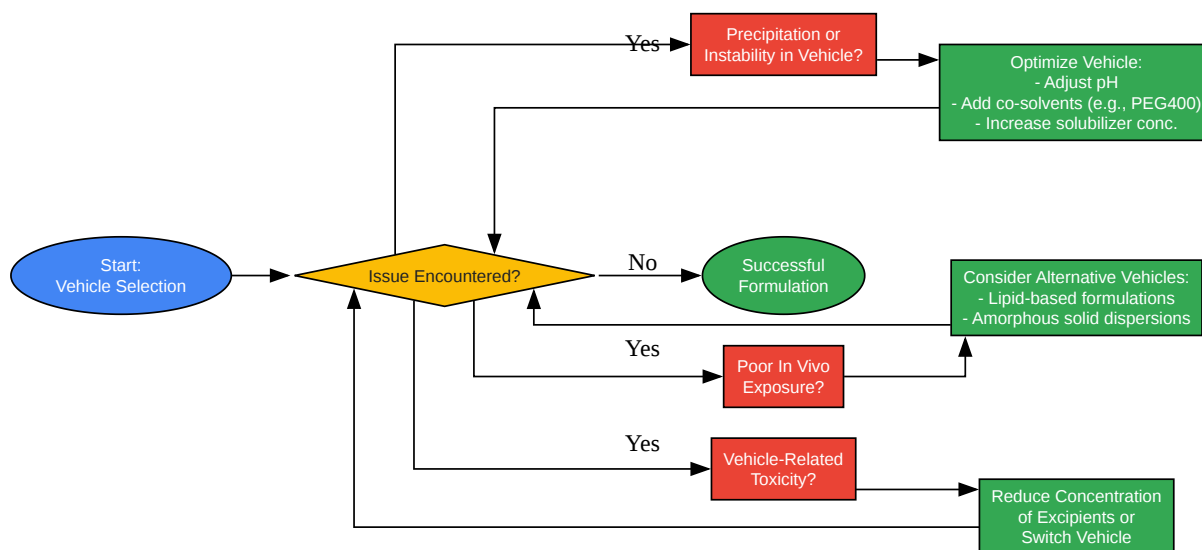 Yes
Precipitation or
Instability in Vehicle?
Optimize Vehicle:
- Adjust pH
- Add co-solvents (e.g., PEG400)
- Increase solubilizer conc.
Start:
Vehicle Selection
Issue Encountered?
No
Successful
Formulation
Consider Alternative Vehicles:
- Lipid-based formulations
- Amorphous solid dispersions
Yes
Poor In Vivo
Exposure?
Yes
Vehicle-Related
Toxicity?
Reduce Concentration
of Excipients or
Switch Vehicle